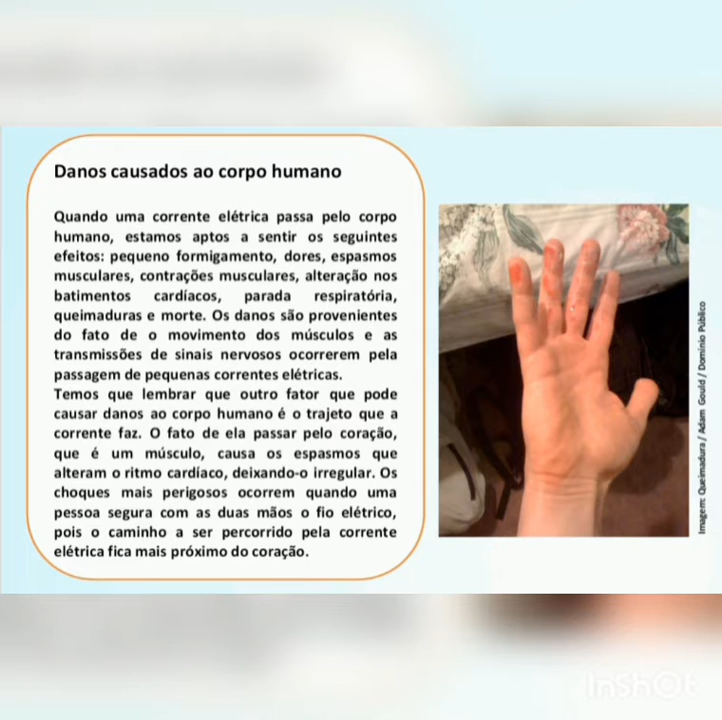 Danos causados ao corpo humano
Quando uma corrente elétrica passa pelo corpo
humano, estamos aptos a sentir os seguintes
efeitos: pequeno formigamento, dores, espasmos
musculares, contrações musculares, alteração nos
batimentos cardíacos, parada respiratória,
queimaduras e morte. Os danos são provenientes
do fato de o movimento dos músculos e as
transmissões de sinais nervosos ocorrerem pela
passagem de pequenas correntes elétricas.
Temos que lembrar que outro fator que pode
causar danos ao corpo humano é o trajeto que a
corrente faz. O fato de ela passar pelo coração,
que é um músculo, causa os espasmos que
alteram o ritmo cardíaco, deixando-o irregular. Os
choques mais perigosos ocorrem quando uma
pessoa segura com as duas mãos o fio elétrico,
pois o caminho a ser percorrido pela corrente
elétrica fica mais próximo do coração.
Imagem: Queimadura / Adam Gould / Domínio Público
InShOt